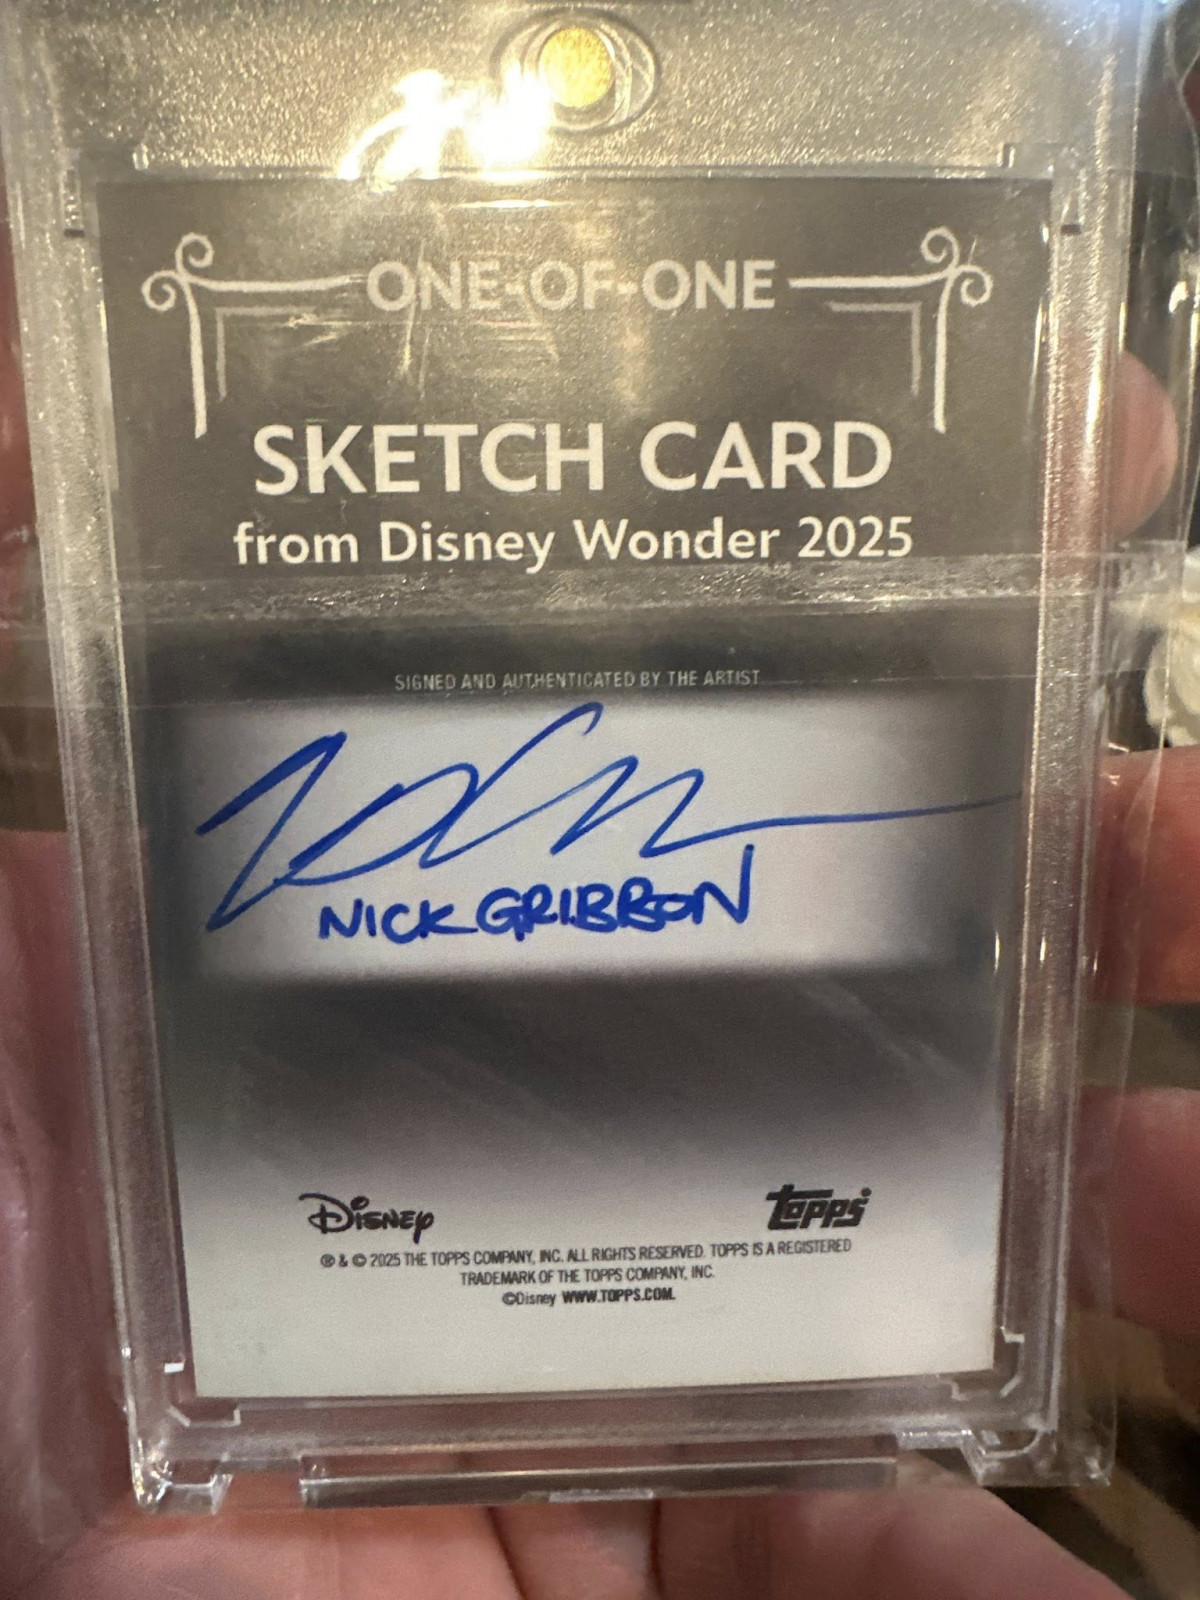 ONE-OF-ONE
SKETCH CARD
from Disney Wonder 2025
SIGNED AND AUTHENTICATED BY THE ARTIST
NICK GRIBBON
Disney
Topps
® & © 2025 THE TOPPS COMPANY, INC. ALL RIGHTS RESERVED. TOPPS IS A REGISTERED
TRADEMARK OF THE TOPPS COMPANY, INC.
©Disney WWW.TOPPS.COM.